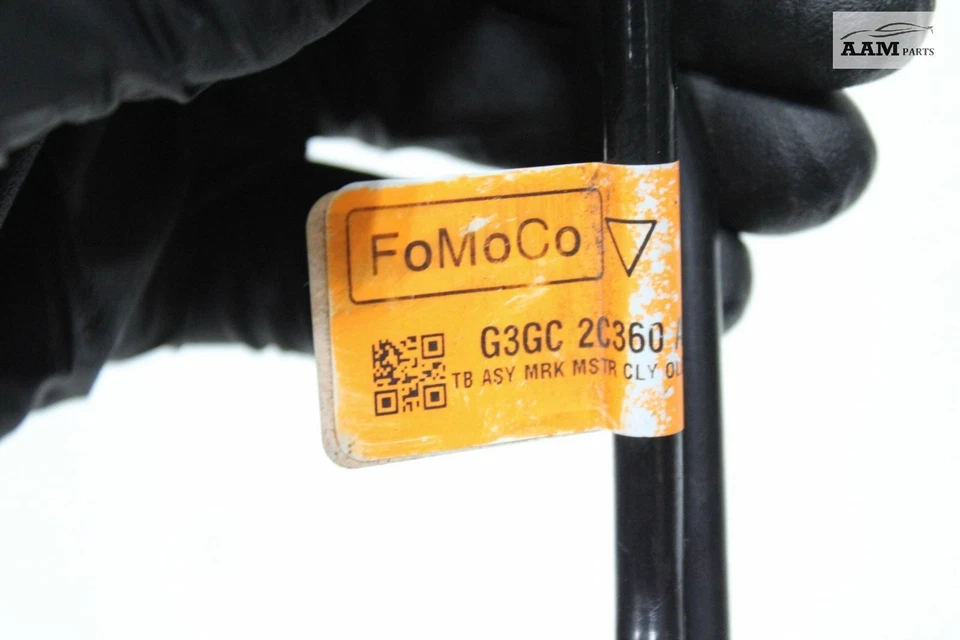 AAM PARTS
FoMoCo
G3GC 2C360
TB ASY MRK MSTR CLY